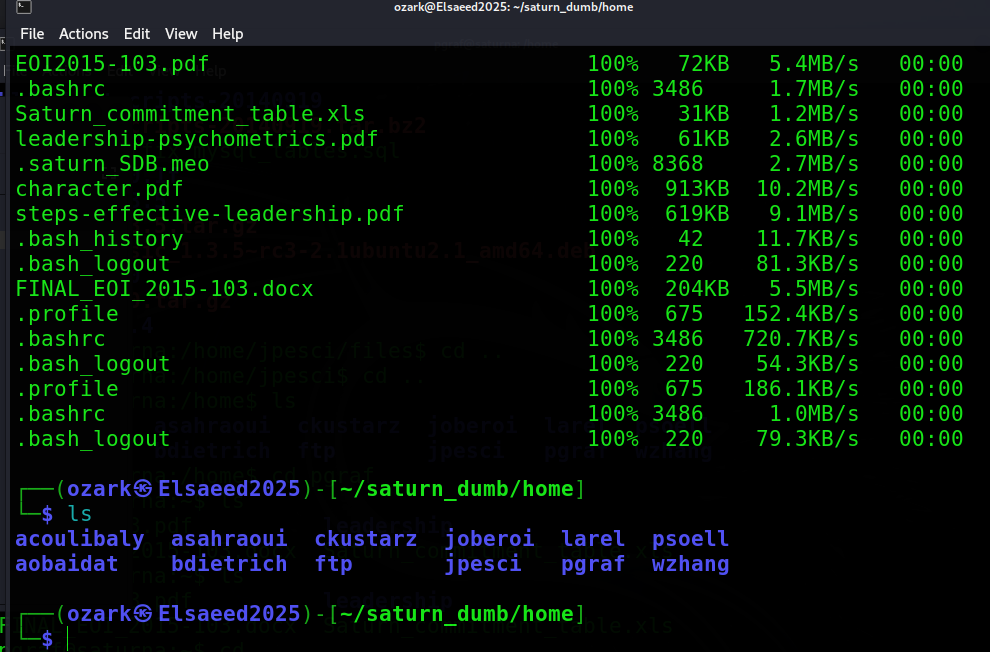 ozark@Elsaeed2025: ~/saturn_dumb/home
File Actions Edit View Help
EOI2015-103.pdf 100% 72KB 5.4MB/s 00:00
.bashrc 100% 3486 1.7MB/s 00:00
Saturn_commitment_table.xls 100% 31KB 1.2MB/s 00:00
leadership-psychometrics.pdf 100% 61KB 2.6MB/s 00:00
.saturn_SDB.meo 100% 8368 2.7MB/s 00:00
character.pdf 100% 913KB 10.2MB/s 00:00
steps-effective-leadership.pdf 100% 619KB 9.1MB/s 00:00
.bash_history 100% 42 11.7KB/s 00:00
.bash_logout 100% 220 81.3KB/s 00:00
FINAL_EOI_2015-103.docx 100% 204KB 5.5MB/s 00:00
.profile 100% 675 152.4KB/s 00:00
.bashrc 100% 3486 720.7KB/s 00:00
.bash_logout 100% 220 54.3KB/s 00:00
.profile 100% 675 186.1KB/s 00:00
.bashrc 100% 3486 1.0MB/s 00:00
.bash_logout 100% 220 79.3KB/s 00:00
┌──(ozark㉿Elsaeed2025)-[~/saturn_dumb/home]
└─$ ls
acoulibaly asahraoui ckustarz joberoi larel psoell
aobaidat bdietrich ftp jpesci pgraf wzhang
┌──(ozark㉿Elsaeed2025)-[~/saturn_dumb/home]
└─$